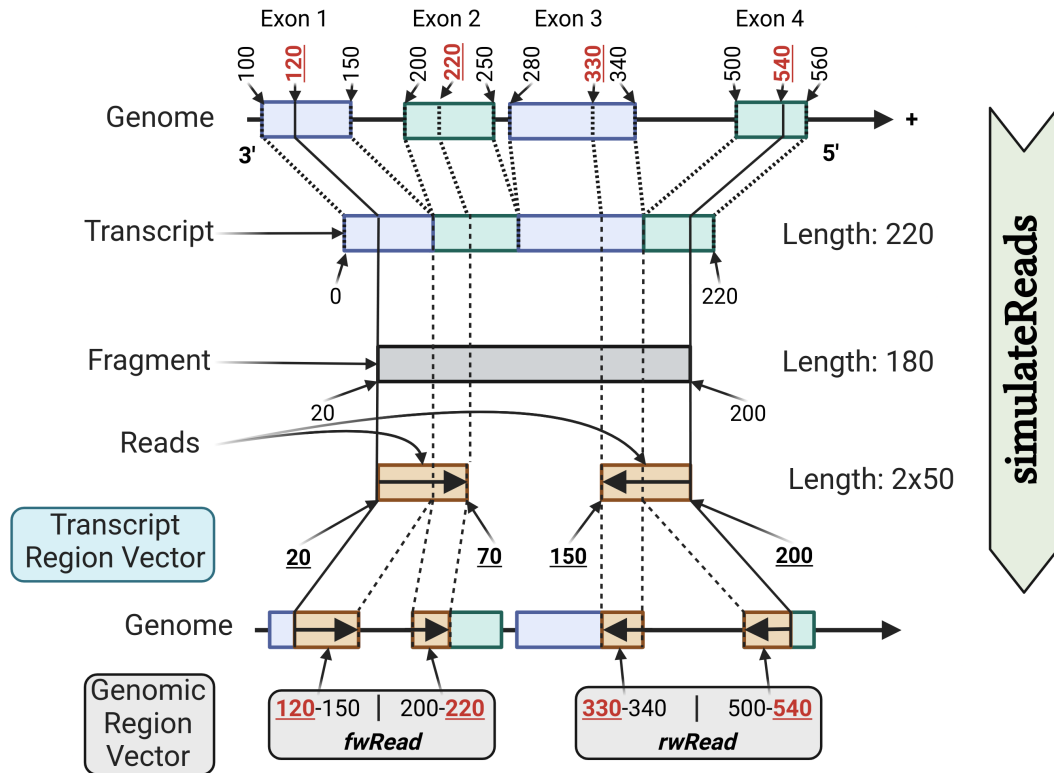 Exon 1 Exon 2 Exon 3 Exon 4
100 120 150 200 220 250 280 330 340 500 540 560
Genome +
3' 5'
Transcript Length: 220
0 220
Fragment Length: 180
20 200
Reads
Length: 2x50
simulateReads
Transcript
Region Vector
20 70 150 200
Genome
Genomic
Region
Vector
120-150 | 200-220
fwRead
330-340 | 500-540
rwRead